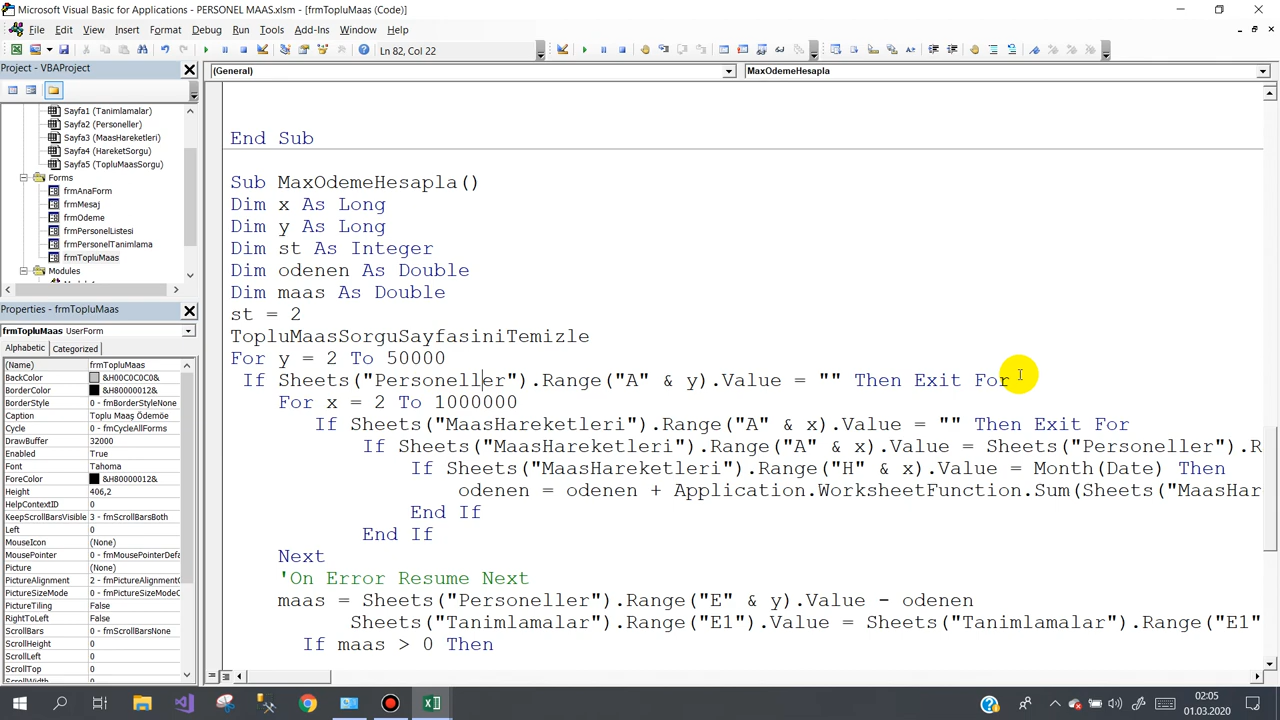 Microsoft Visual Basic for Applications - PERSONEL MAAS.xlsm - [frmTopluMaas (Code)]
File Edit View Insert Format Debug Run Tools Add-Ins Window Help
Ln 82, Col 22
Project - VBAProject
Sayfa1 (Tanimlamalar)
Sayfa2 (Personeller)
Sayfa3 (MaasHareketleri)
Sayfa4 (HareketSorgu)
Sayfa5 (TopluMaasSorgu)
Forms
frmAnaForm
frmMesaj
frmOdeme
frmPersonelListesi
frmPersonelTanimlama
frmTopluMaas
Modules
Properties - frmTopluMaas
frmTopluMaas UserForm
Alphabetic Categorized
(Name) frmTopluMaas
BackColor &H00C0C0C0&
BorderColor &H80000012&
BorderStyle 0 - frmBorderStyleNone
Caption Toplu Maaş Ödemöe
Cycle 0 - fmCycleAllForms
DrawBuffer 32000
Enabled True
Font Tahoma
ForeColor &H80000012&
Height 406,2
HelpContextID 0
KeepScrollBarsVisible 3 - fmScrollBarsBoth
Left 0
MouseIcon (None)
MousePointer 0 - fmMousePointerDefa
Picture (None)
PictureAlignment 2 - fmPictureAlignment
PictureSizeMode 0 - fmPictureSizeMode
PictureTiling False
RightToLeft False
ScrollBars 0 - fmScrollBarsNone
ScrollHeight 0
ScrollLeft 0
ScrollTop 0
ScrollWidth 0
(General) MaxOdemeHesapla
End Sub
Sub MaxOdemeHesapla()
Dim x As Long
Dim y As Long
Dim st As Integer
Dim odenen As Double
Dim maas As Double
st = 2
TopluMaasSorguSayfasiniTemizle
For y = 2 To 50000
If Sheets("Personeller").Range("A" & y).Value = "" Then Exit For
For x = 2 To 1000000
If Sheets("MaasHareketleri").Range("A" & x).Value = "" Then Exit For
If Sheets("MaasHareketleri").Range("A" & x).Value = Sheets("Personeller").R
If Sheets("MaasHareketleri").Range("H" & x).Value = Month(Date) Then
odenen = odenen + Application.WorksheetFunction.Sum(Sheets("MaasHar
End If
End If
Next
'On Error Resume Next
maas = Sheets("Personeller").Range("E" & y).Value - odenen
Sheets("Tanimlamalar").Range("E1").Value = Sheets("Tanimlamalar").Range("E1"
If maas > 0 Then
02:05
01.03.2020